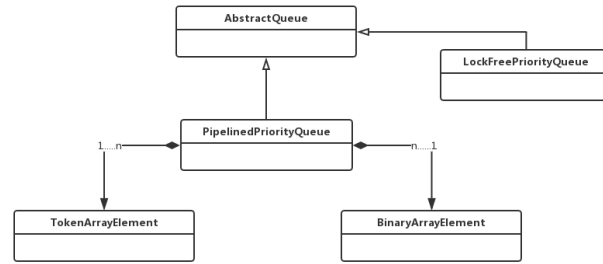 AbstractQueue
LockFreePriorityQueue
PipelinedPriorityQueue
1.....n
n.....1
TokenArrayElement
BinaryArrayElement